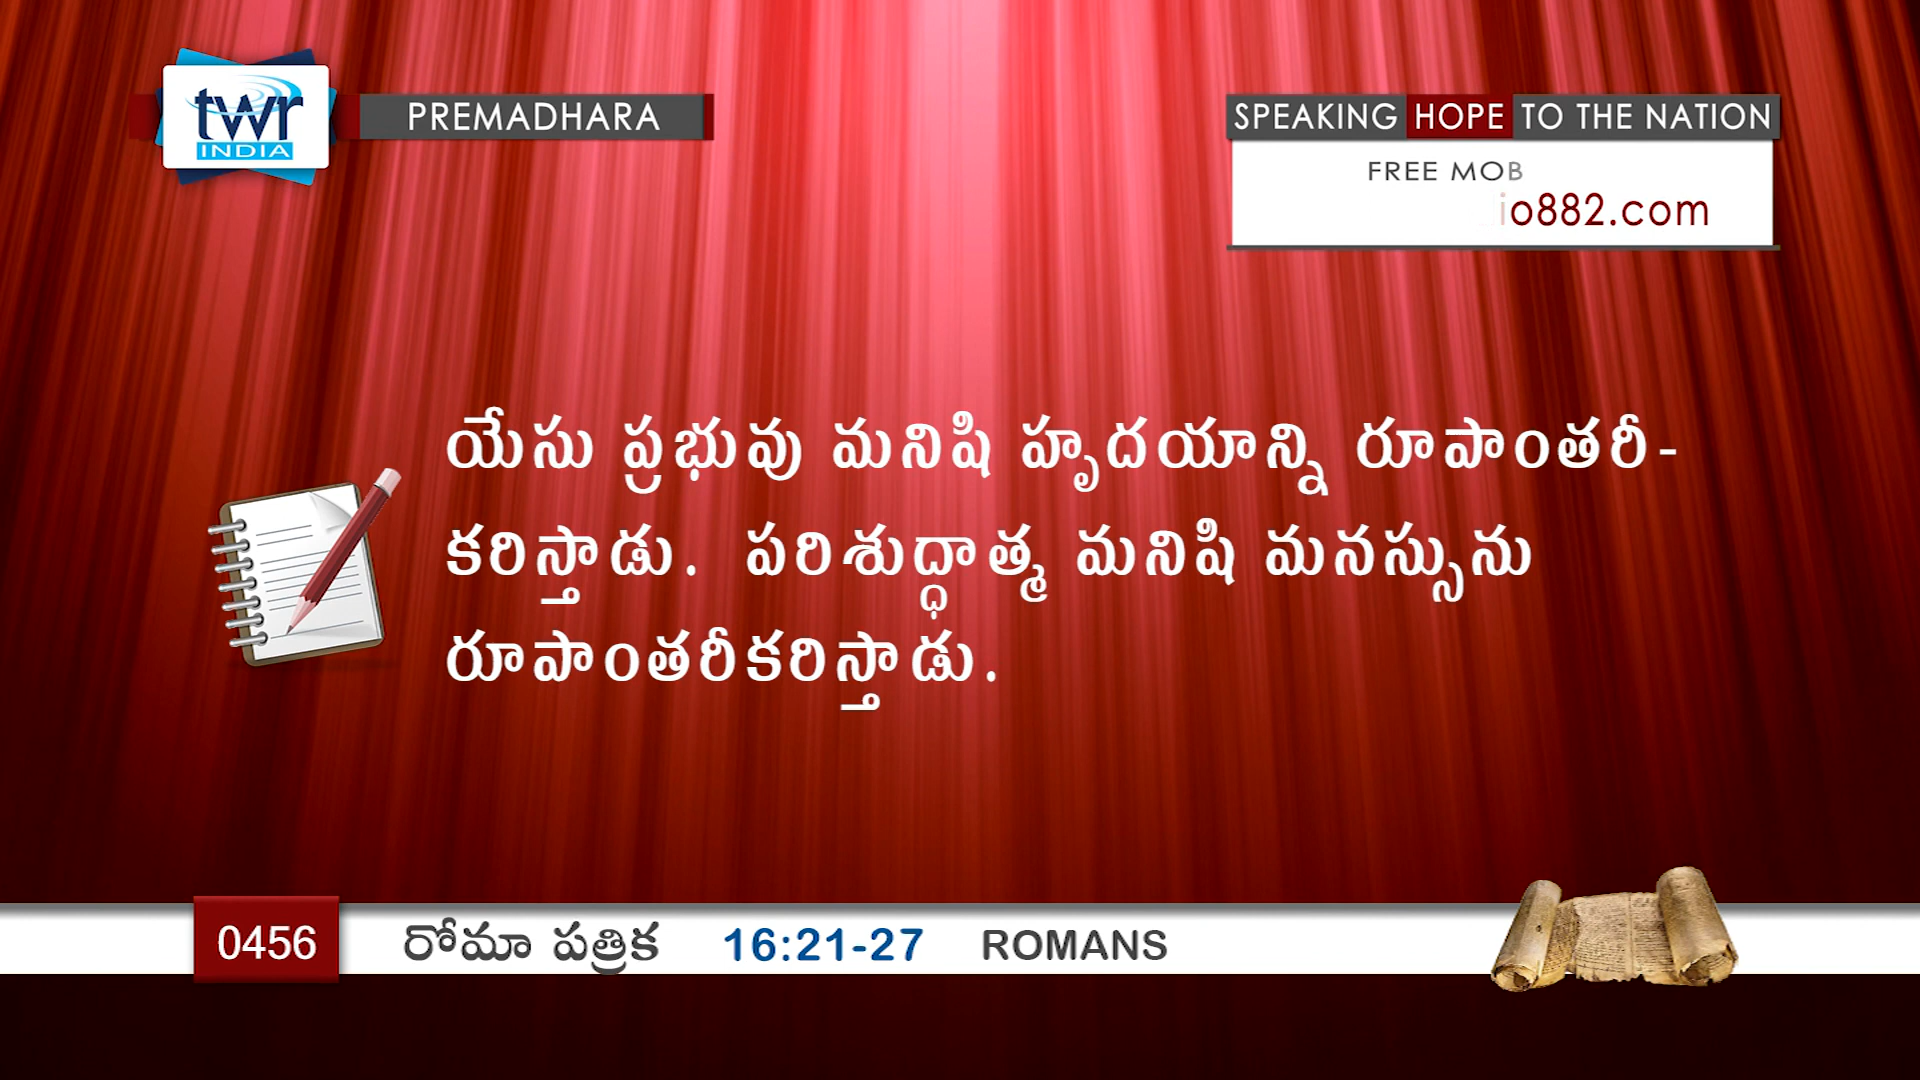 twr
INDIA
PREMADHARA
SPEAKING HOPE TO THE NATION
FREE MOB
io882.com
యేసు ప్రభువు మనిషి హృదయాన్ని రూపాంతరీ-
కరిస్తాడు. పరిశుద్ధాత్మ మనిషి మనస్సును
రూపాంతరీకరిస్తాడు.
0456 రోమా పత్రిక 16:21-27 ROMANS